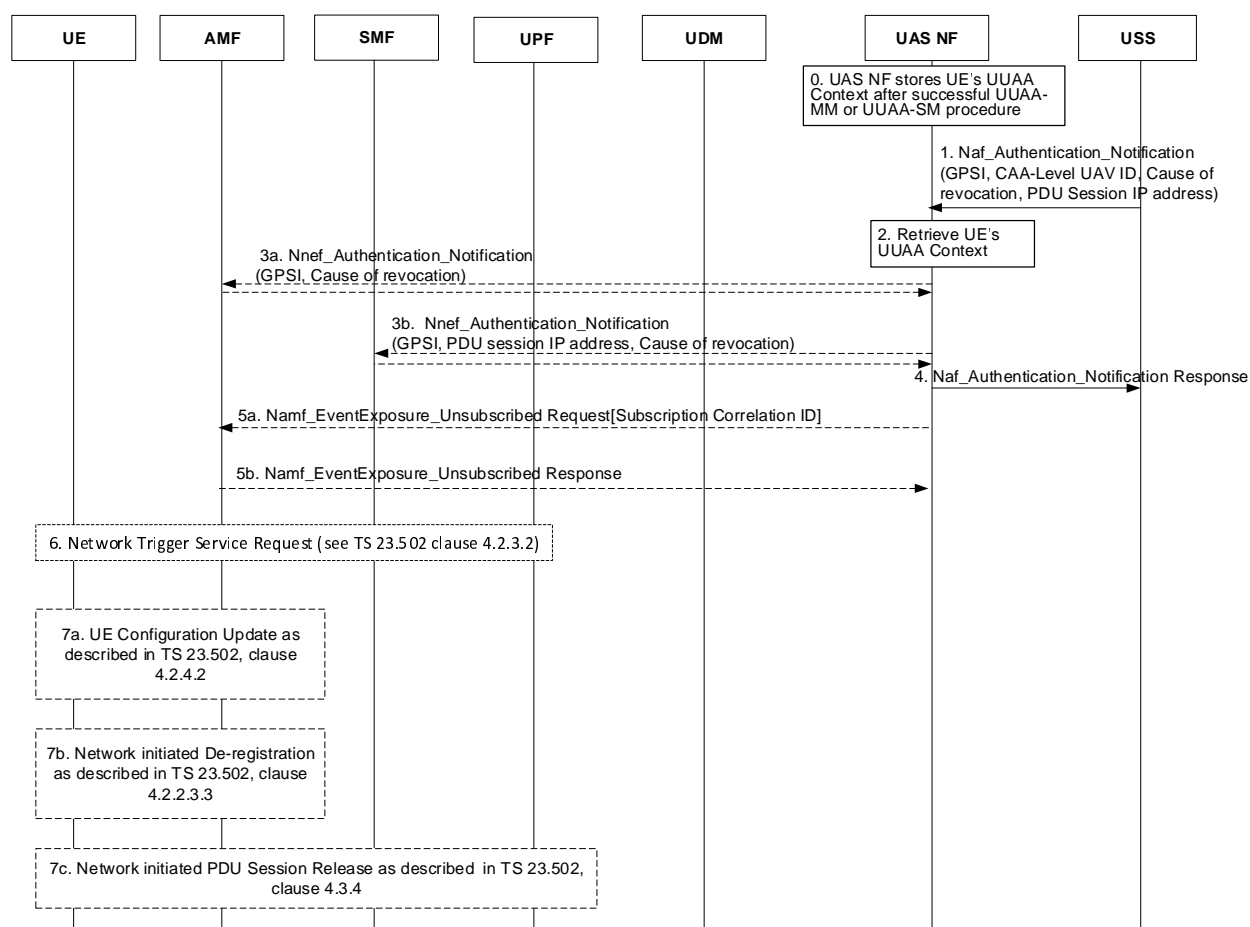 UE
AMF
SMF
UPF
UDM
UAS NF
USS
0. UAS NF stores UE's UUAA
Context after successful UUAA-
MM or UUAA-SM procedure
1. Naf_Authentication_Notification
(GPSI, CAA-Level UAV ID, Cause of
revocation, PDU Session IP address)
2. Retrieve UE's
UUAA Context
3a. Nnef_Authentication_Notification
(GPSI, Cause of revocation)
3b. Nnef_Authentication_Notification
(GPSI, PDU session IP address, Cause of revocation)
4. Naf_Authentication_Notification Response
5a. Namf_EventExposure_Unsubscribed Request[Subscription Correlation ID]
5b. Namf_EventExposure_Unsubscribed Response
6. Network Trigger Service Request (see TS 23.502 clause 4.2.3.2)
7a. UE Configuration Update as
described in TS 23.502, clause
4.2.4.2
7b. Network initiated De-registration
as described in TS 23.502, clause
4.2.2.3.3
7c. Network initiated PDU Session Release as described in TS 23.502,
clause 4.3.4